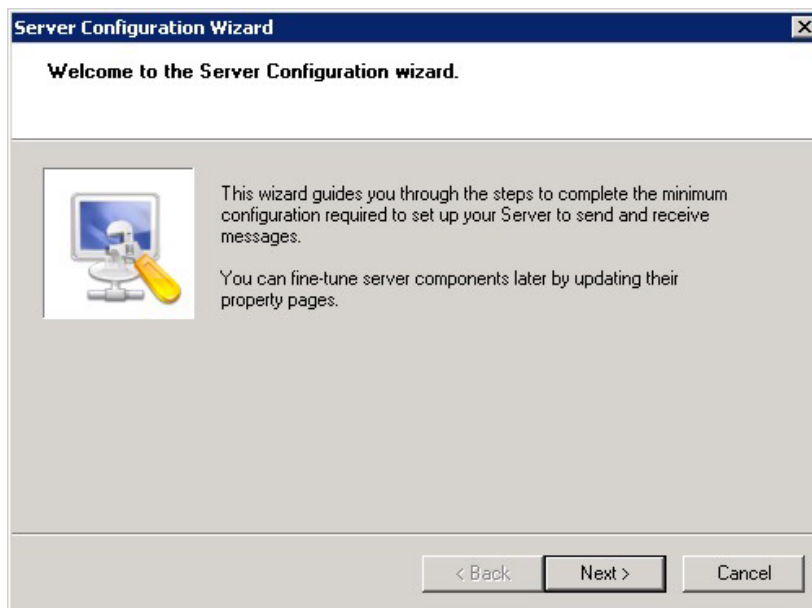 Server Configuration Wizard
Welcome to the Server Configuration wizard.
This wizard guides you through the steps to complete the minimum
configuration required to set up your Server to send and receive
messages.
You can fine-tune server components later by updating their
property pages.
< Back
Next >
Cancel